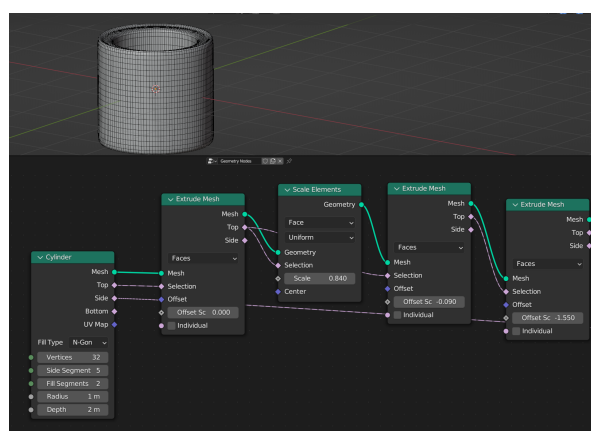 Geometry Nodes
Cylinder
Mesh
Top
Side
Bottom
UV Map
Fill Type N-Gon
Vertices 32
Side Segment 5
Fill Segments 2
Radius 1 m
Depth 2 m
Extrude Mesh
Mesh
Top
Side
Faces
Mesh
Selection
Offset
Offset Sc 0.000
Individual
Scale Elements
Geometry
Face
Uniform
Geometry
Selection
Scale 0.840
Center
Extrude Mesh
Mesh
Top
Side
Faces
Mesh
Selection
Offset
Offset Sc -0.090
Individual
Extrude Mesh
Mesh
Top
Side
Faces
Mesh
Selection
Offset
Offset Sc -1.550
Individual